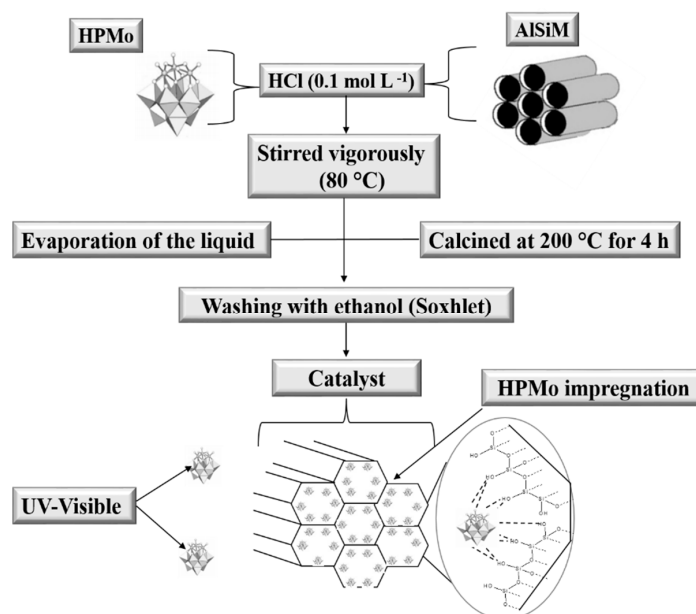 HPMo
AlSiM
HCl (0.1 mol L⁻¹)
Stirred vigorously
(80 °C)
Evaporation of the liquid
Calcined at 200 °C for 4 h
Washing with ethanol (Soxhlet)
Catalyst
HPMo impregnation
UV-Visible